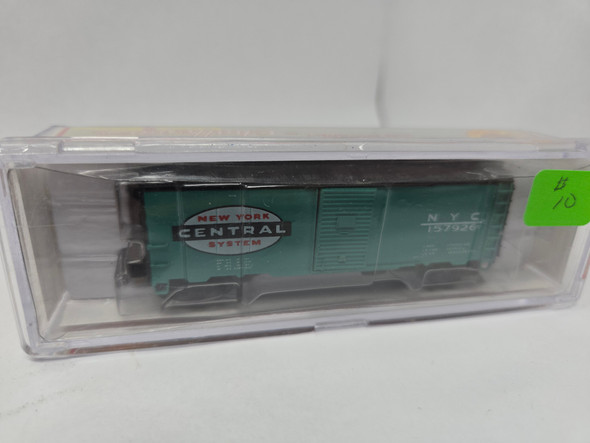 NEW YORK
CENTRAL
SYSTEM
N Y C
157926
$
10